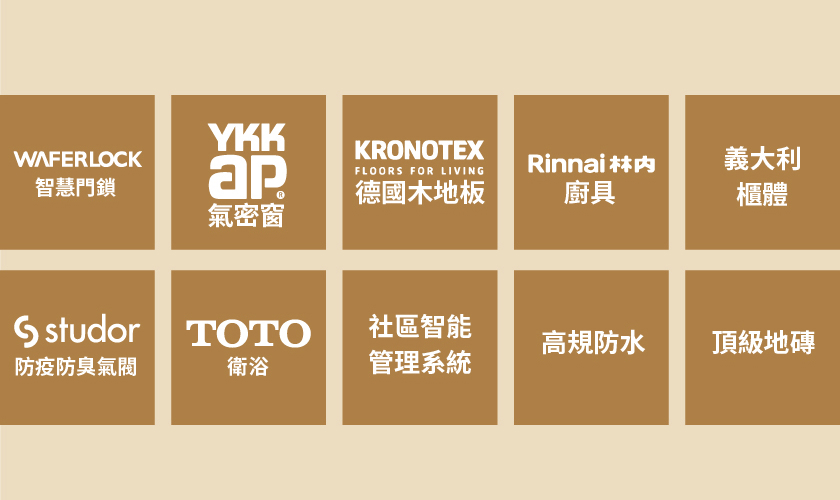 WAFERLOCK
智慧門鎖
YKK
ap®
氣密窗
KRONOTEX
FLOORS FOR LIVING
德國木地板
Rinnai 林内
廚具
義大利
櫃體
studor
防疫防臭氣閥
TOTO
衛浴
社區智能
管理系統
高規防水
頂級地磚